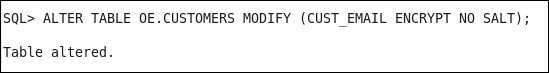 SQL> ALTER TABLE OE.CUSTOMERS MODIFY (CUST_EMAIL ENCRYPT NO SALT);
Table altered.